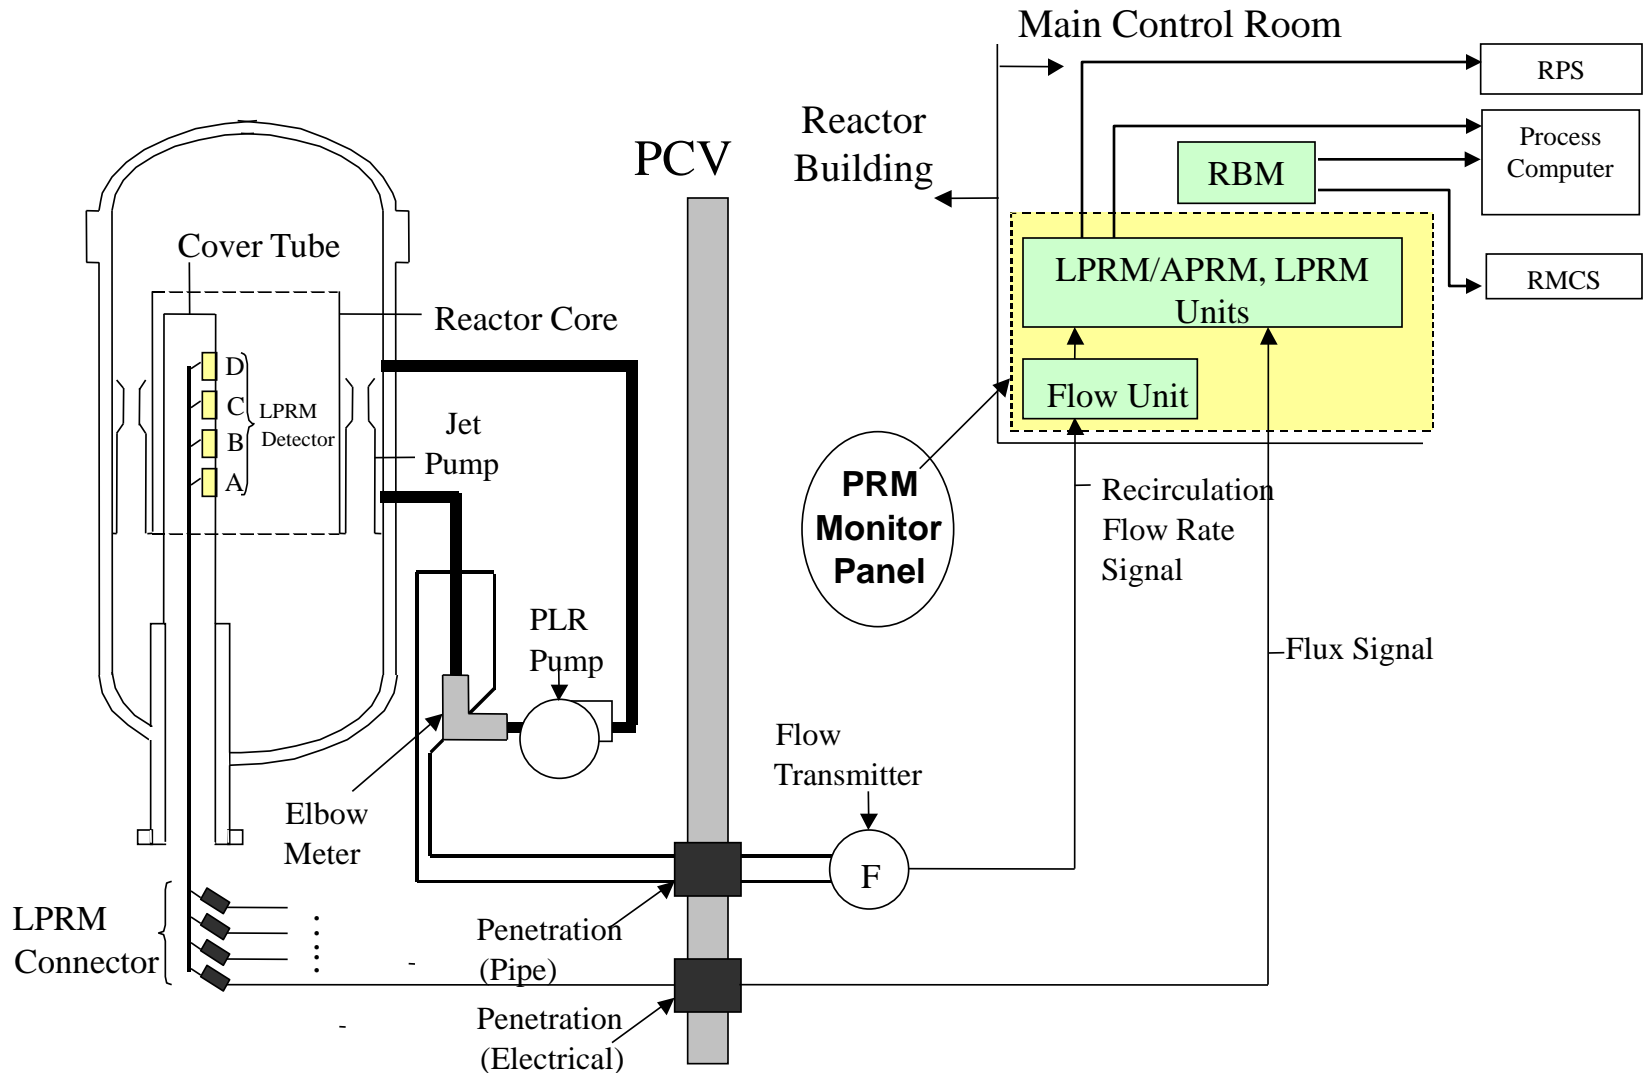 Main Control Room
RPS
Reactor
Building
Process
Computer
PCV
RBM
Cover Tube
LPRM/APRM, LPRM
Units
RMCS
Reactor Core
D
C
B
A
LPRM
Detector
Flow Unit
Jet
Pump
PRM
Monitor
Panel
Recirculation
Flow Rate
Signal
PLR
Pump
Flux Signal
Flow
Transmitter
Elbow
Meter
F
LPRM
Connector
Penetration
(Pipe)
Penetration
(Electrical)